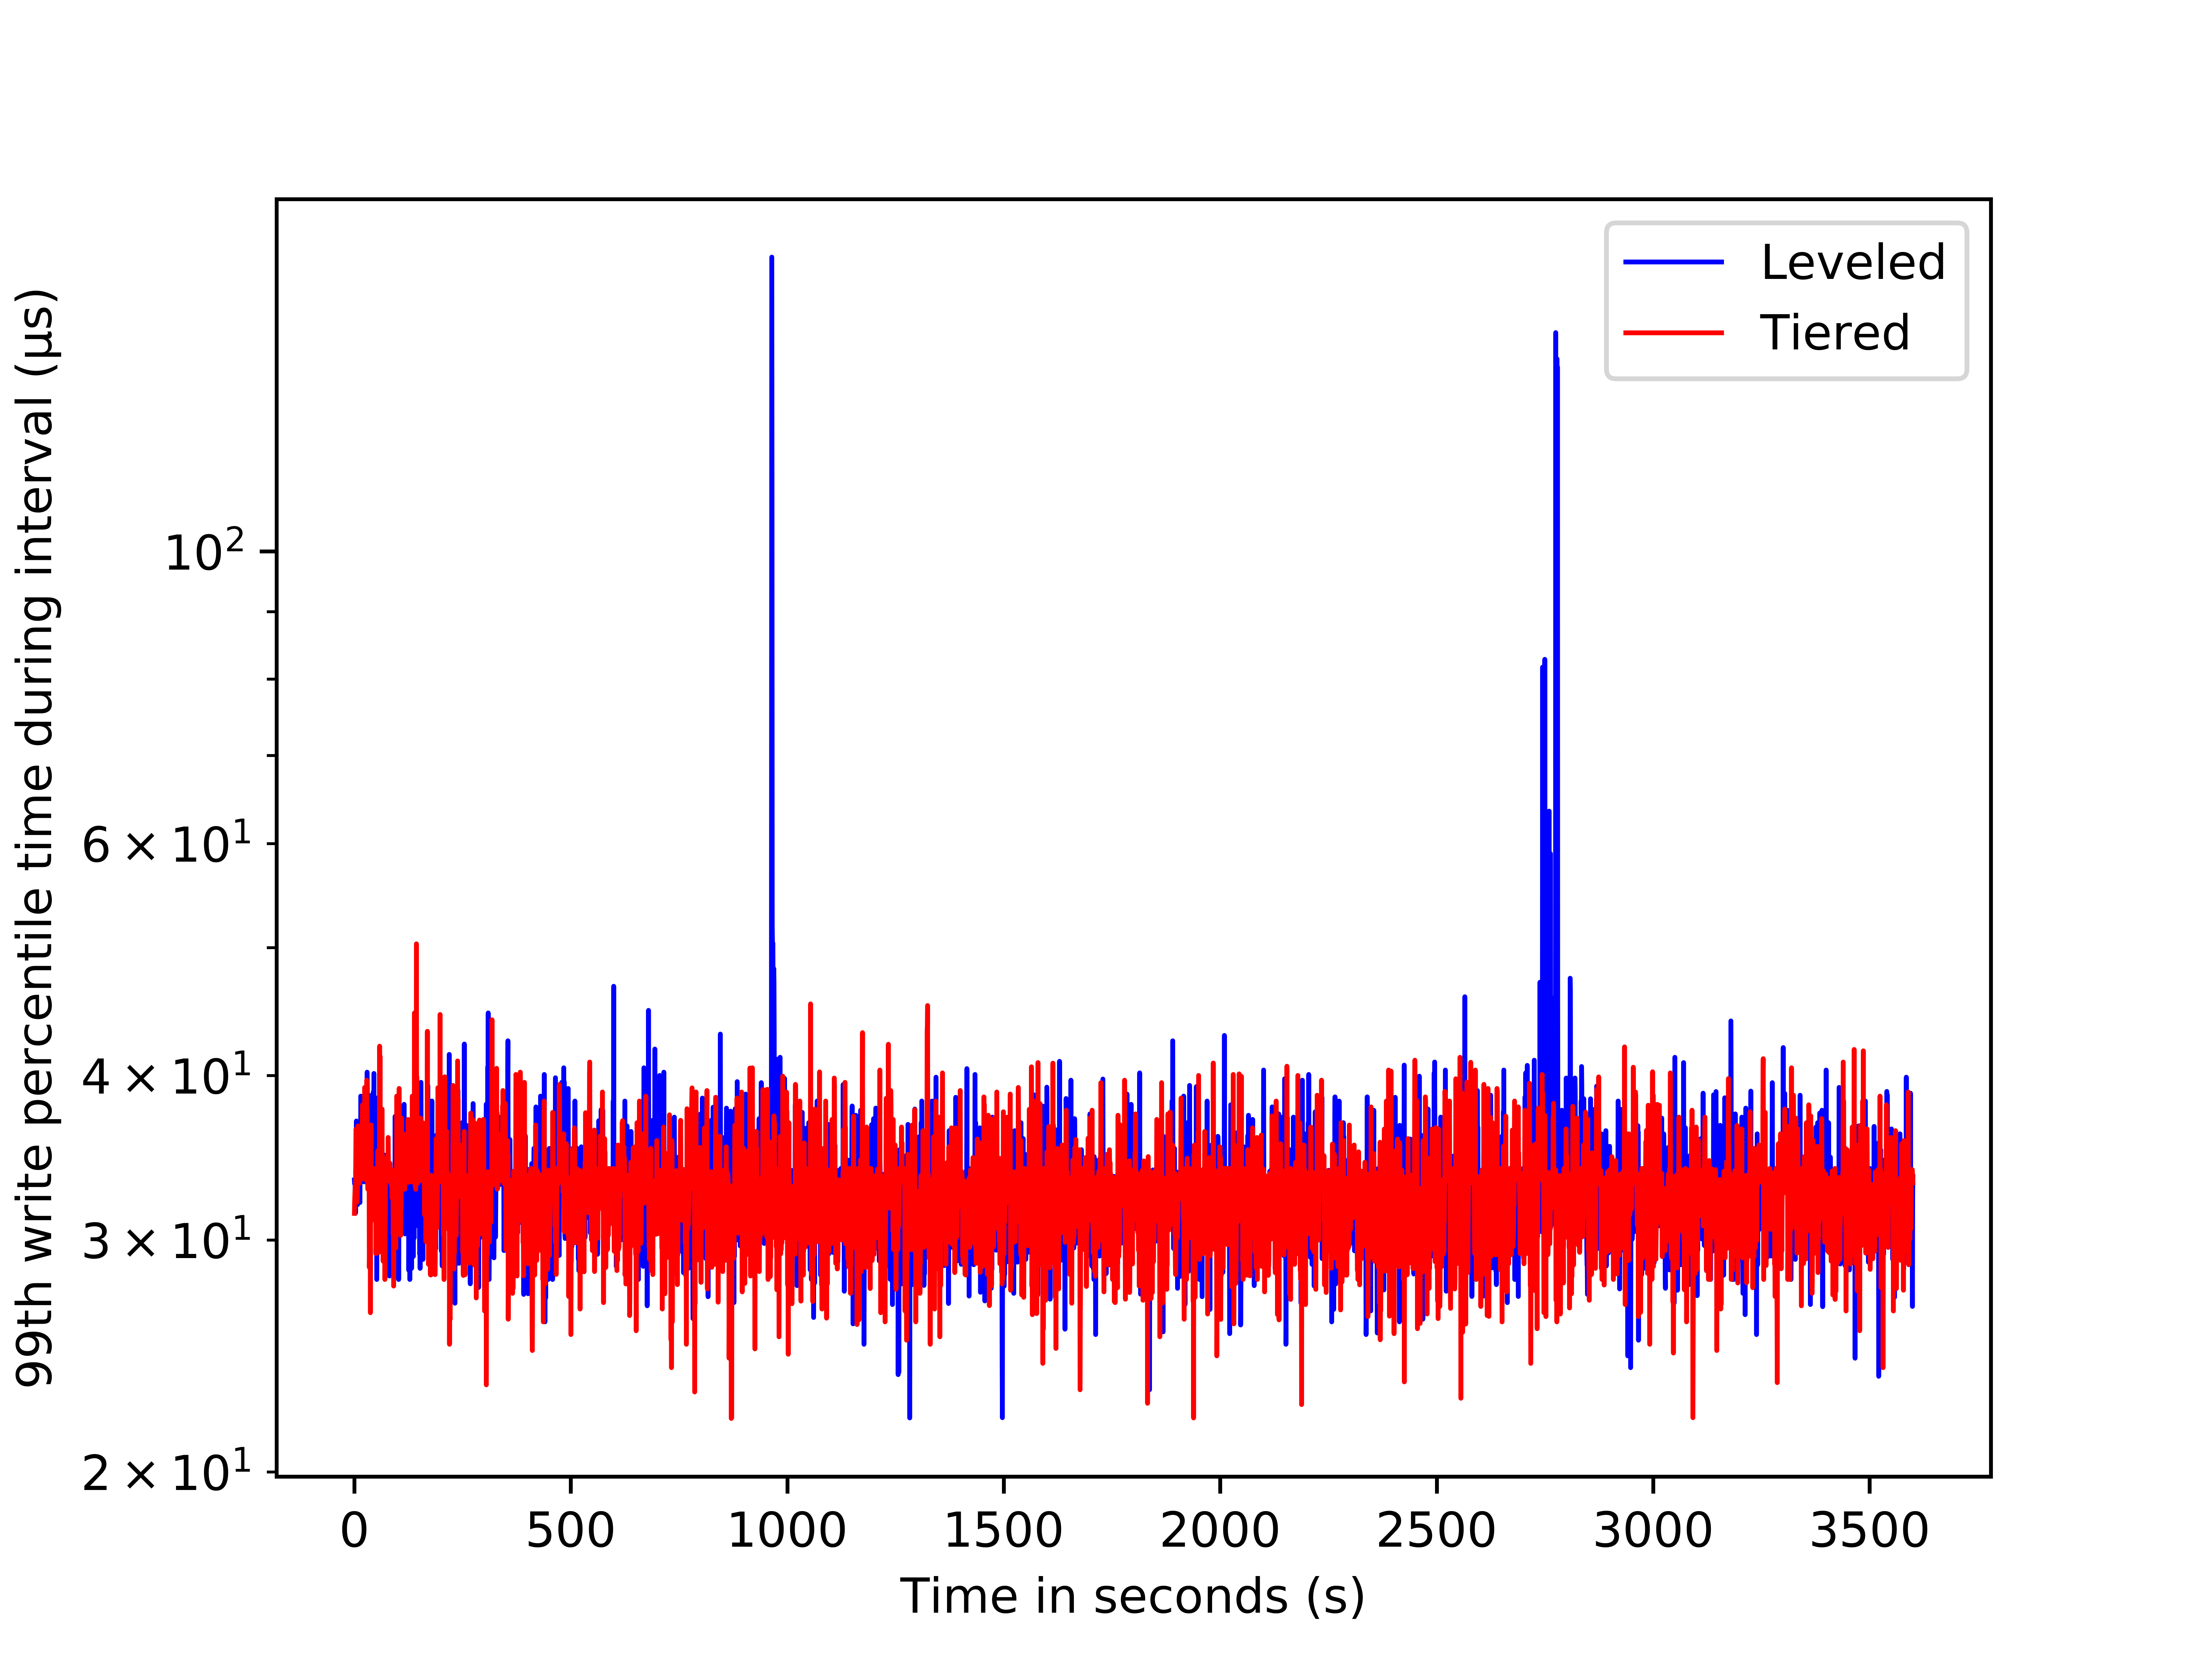 Leveled
Tiered
99th write percentile time during interval (µs)
10²
6 × 10¹
4 × 10¹
3 × 10¹
2 × 10¹
0 500 1000 1500 2000 2500 3000 3500
Time in seconds (s)